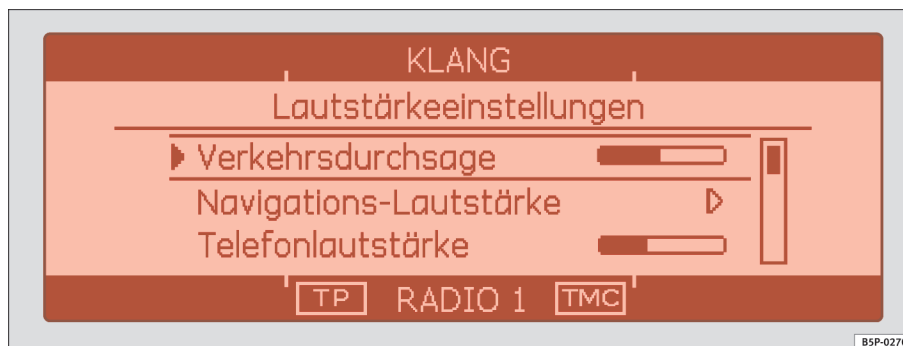 KLANG
Lautstärkeeinstellungen
Verkehrsdurchsage
Navigations-Lautstärke
Telefonlautstärke
TP RADIO 1 TMC
B5P-0270